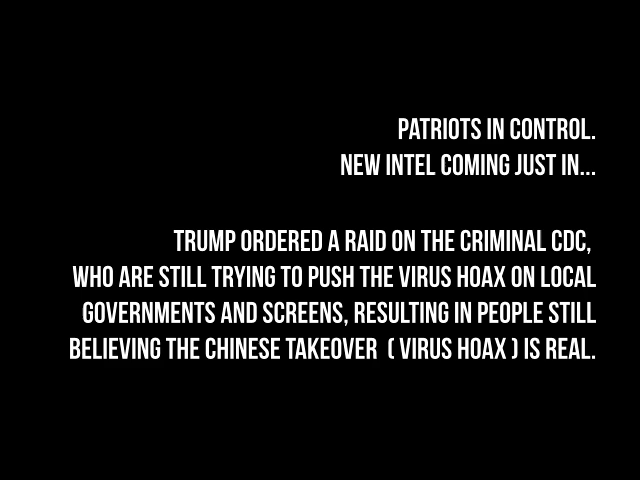 PATRIOTS IN CONTROL.
NEW INTEL COMING JUST IN...
TRUMP ORDERED A RAID ON THE CRIMINAL CDC,
WHO ARE STILL TRYING TO PUSH THE VIRUS HOAX ON LOCAL
GOVERNMENTS AND SCREENS, RESULTING IN PEOPLE STILL
BELIEVING THE CHINESE TAKEOVER ( VIRUS HOAX ) IS REAL.